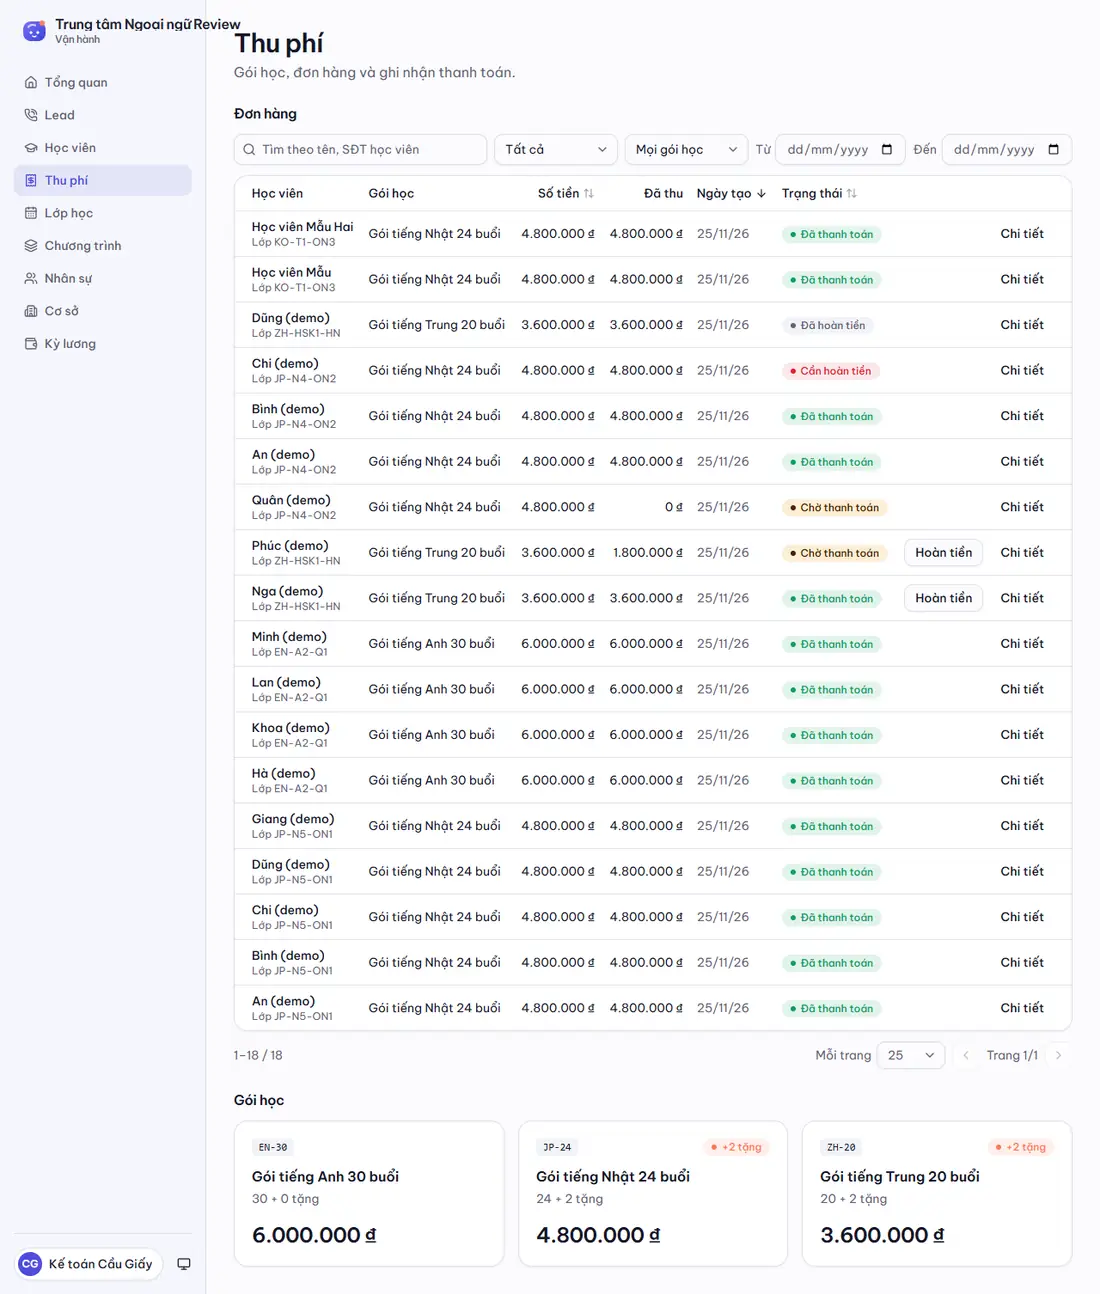 Trung tâm Ngoại ngữ Review
Vận hành
Tổng quan
Lead
Học viên
Thu phí
Lớp học
Chương trình
Nhân sự
Cơ sở
Kỳ lương
CG Kế toán Cầu Giấy
Thu phí
Gói học, đơn hàng và ghi nhận thanh toán.
Đơn hàng
Tìm theo tên, SĐT học viên Tất cả Mọi gói học Từ dd/mm/yyyy Đến dd/mm/yyyy
Học viên Gói học Số tiền Đã thu Ngày tạo Trạng thái
Học viên Mẫu Hai Gói tiếng Nhật 24 buổi 4.800.000 ₫ 4.800.000 ₫ 25/11/26 Đã thanh toán Chi tiết
Lớp KO-T1-ON3
Học viên Mẫu Gói tiếng Nhật 24 buổi 4.800.000 ₫ 4.800.000 ₫ 25/11/26 Đã thanh toán Chi tiết
Lớp KO-T1-ON3
Dũng (demo) Gói tiếng Trung 20 buổi 3.600.000 ₫ 3.600.000 ₫ 25/11/26 Đã hoàn tiền Chi tiết
Lớp ZH-HSK1-HN
Chi (demo) Gói tiếng Nhật 24 buổi 4.800.000 ₫ 4.800.000 ₫ 25/11/26 Cần hoàn tiền Chi tiết
Lớp JP-N4-ON2
Bình (demo) Gói tiếng Nhật 24 buổi 4.800.000 ₫ 4.800.000 ₫ 25/11/26 Đã thanh toán Chi tiết
Lớp JP-N4-ON2
An (demo) Gói tiếng Nhật 24 buổi 4.800.000 ₫ 4.800.000 ₫ 25/11/26 Đã thanh toán Chi tiết
Lớp JP-N4-ON2
Quân (demo) Gói tiếng Nhật 24 buổi 4.800.000 ₫ 0 ₫ 25/11/26 Chờ thanh toán Chi tiết
Lớp JP-N4-ON2
Phúc (demo) Gói tiếng Trung 20 buổi 3.600.000 ₫ 1.800.000 ₫ 25/11/26 Chờ thanh toán Hoàn tiền Chi tiết
Lớp ZH-HSK1-HN
Nga (demo) Gói tiếng Trung 20 buổi 3.600.000 ₫ 3.600.000 ₫ 25/11/26 Đã thanh toán Hoàn tiền Chi tiết
Lớp ZH-HSK1-HN
Minh (demo) Gói tiếng Anh 30 buổi 6.000.000 ₫ 6.000.000 ₫ 25/11/26 Đã thanh toán Chi tiết
Lớp EN-A2-Q1
Lan (demo) Gói tiếng Anh 30 buổi 6.000.000 ₫ 6.000.000 ₫ 25/11/26 Đã thanh toán Chi tiết
Lớp EN-A2-Q1
Khoa (demo) Gói tiếng Anh 30 buổi 6.000.000 ₫ 6.000.000 ₫ 25/11/26 Đã thanh toán Chi tiết
Lớp EN-A2-Q1
Hà (demo) Gói tiếng Anh 30 buổi 6.000.000 ₫ 6.000.000 ₫ 25/11/26 Đã thanh toán Chi tiết
Lớp EN-A2-Q1
Giang (demo) Gói tiếng Nhật 24 buổi 4.800.000 ₫ 4.800.000 ₫ 25/11/26 Đã thanh toán Chi tiết
Lớp JP-N5-ON1
Dũng (demo) Gói tiếng Nhật 24 buổi 4.800.000 ₫ 4.800.000 ₫ 25/11/26 Đã thanh toán Chi tiết
Lớp JP-N5-ON1
Chi (demo) Gói tiếng Nhật 24 buổi 4.800.000 ₫ 4.800.000 ₫ 25/11/26 Đã thanh toán Chi tiết
Lớp JP-N5-ON1
Bình (demo) Gói tiếng Nhật 24 buổi 4.800.000 ₫ 4.800.000 ₫ 25/11/26 Đã thanh toán Chi tiết
Lớp JP-N5-ON1
An (demo) Gói tiếng Nhật 24 buổi 4.800.000 ₫ 4.800.000 ₫ 25/11/26 Đã thanh toán Chi tiết
Lớp JP-N5-ON1
1–18 / 18 Mỗi trang 25 Trang 1/1
Gói học
EN-30
Gói tiếng Anh 30 buổi
30 + 0 tặng
6.000.000 ₫
JP-24 +2 tặng
Gói tiếng Nhật 24 buổi
24 + 2 tặng
4.800.000 ₫
ZH-20 +2 tặng
Gói tiếng Trung 20 buổi
20 + 2 tặng
3.600.000 ₫